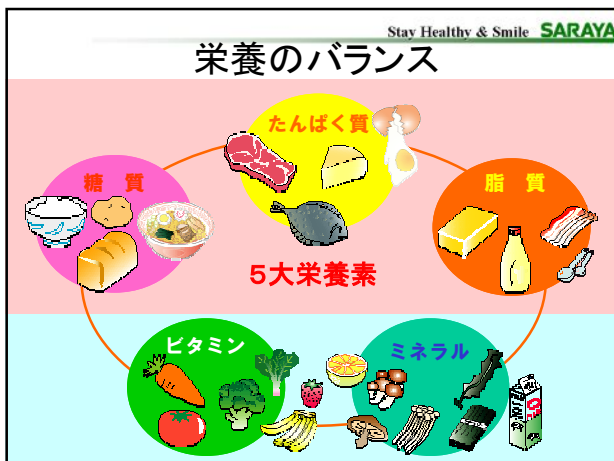 Stay Healthy & Smile SARAYA
栄養のバランス
たんぱく質
糖 質
脂 質
5大栄養素
ビタミン
ミネラル